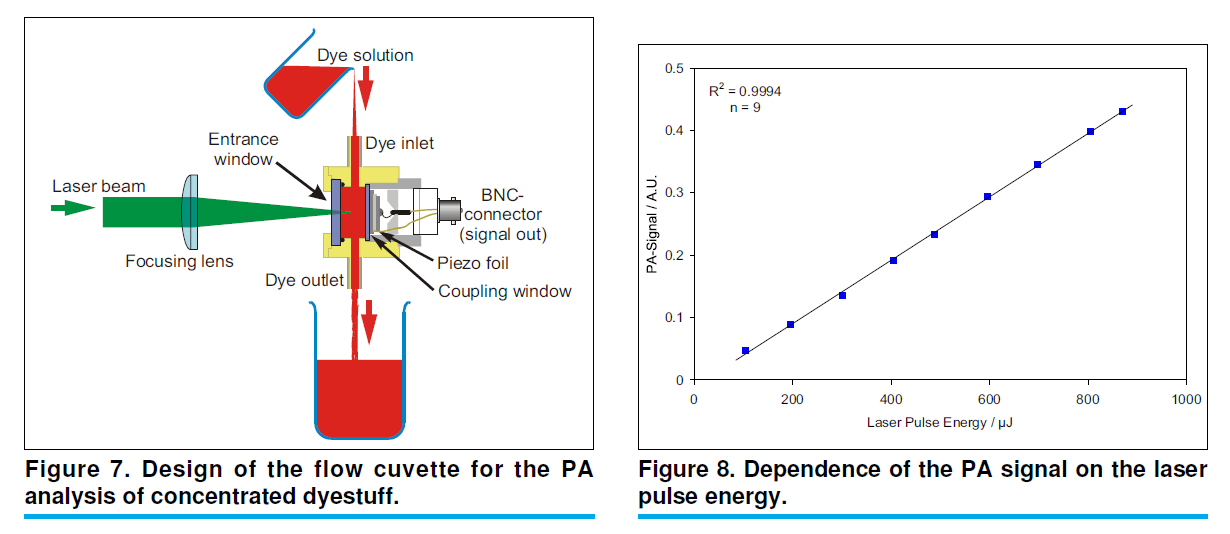 Dye solution
Entrance
window
Dye inlet
Laser beam
BNC-
connector
(signal out)
Focusing lens
Piezo foil
Dye outlet
Coupling window
Figure 7. Design of the flow cuvette for the PA
analysis of concentrated dyestuff.
0.5
R² = 0.9994
n = 9
0.4
0.3
0.2
0.1
0
PA-Signal / A.U.
0 200 400 600 800 1000
Laser Pulse Energy / µJ
Figure 8. Dependence of the PA signal on the laser
pulse energy.